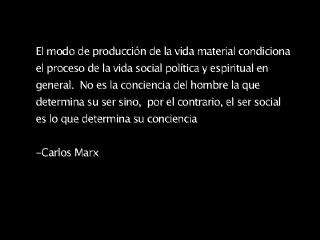 El modo de producción de la vida material condiciona
el proceso de la vida social política y espiritual en
general.  No es la conciencia del hombre la que
determina su ser sino,  por el contrario, el ser social
es lo que determina su conciencia
–Carlos Marx